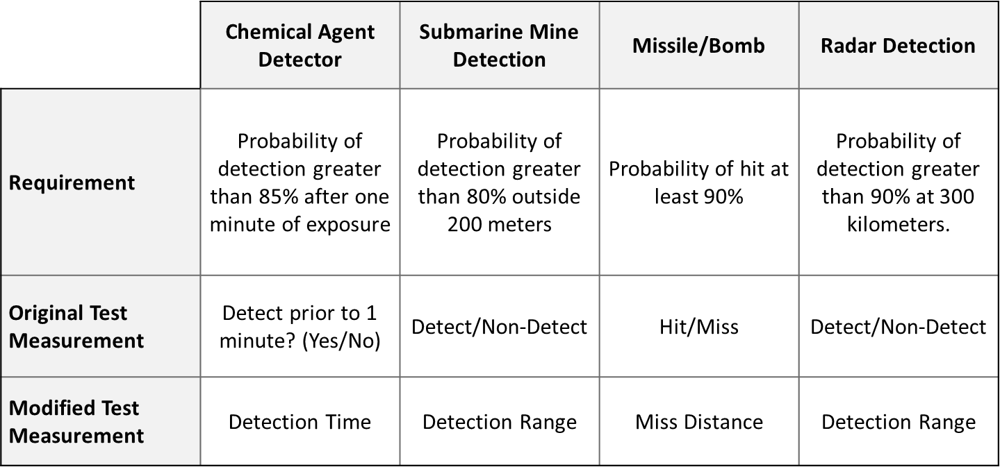 Chemical Agent
Detector
Submarine Mine
Detection
Missile/Bomb
Radar Detection
Requirement
Probability of
detection greater
than 85% after one
minute of exposure
Probability of
detection greater
than 80% outside
200 meters
Probability of hit at
least 90%
Probability of
detection greater
than 90% at 300
kilometers.
Original Test
Measurement
Detect prior to 1
minute? (Yes/No)
Detect/Non-Detect
Hit/Miss
Detect/Non-Detect
Modified Test
Measurement
Detection Time
Detection Range
Miss Distance
Detection Range